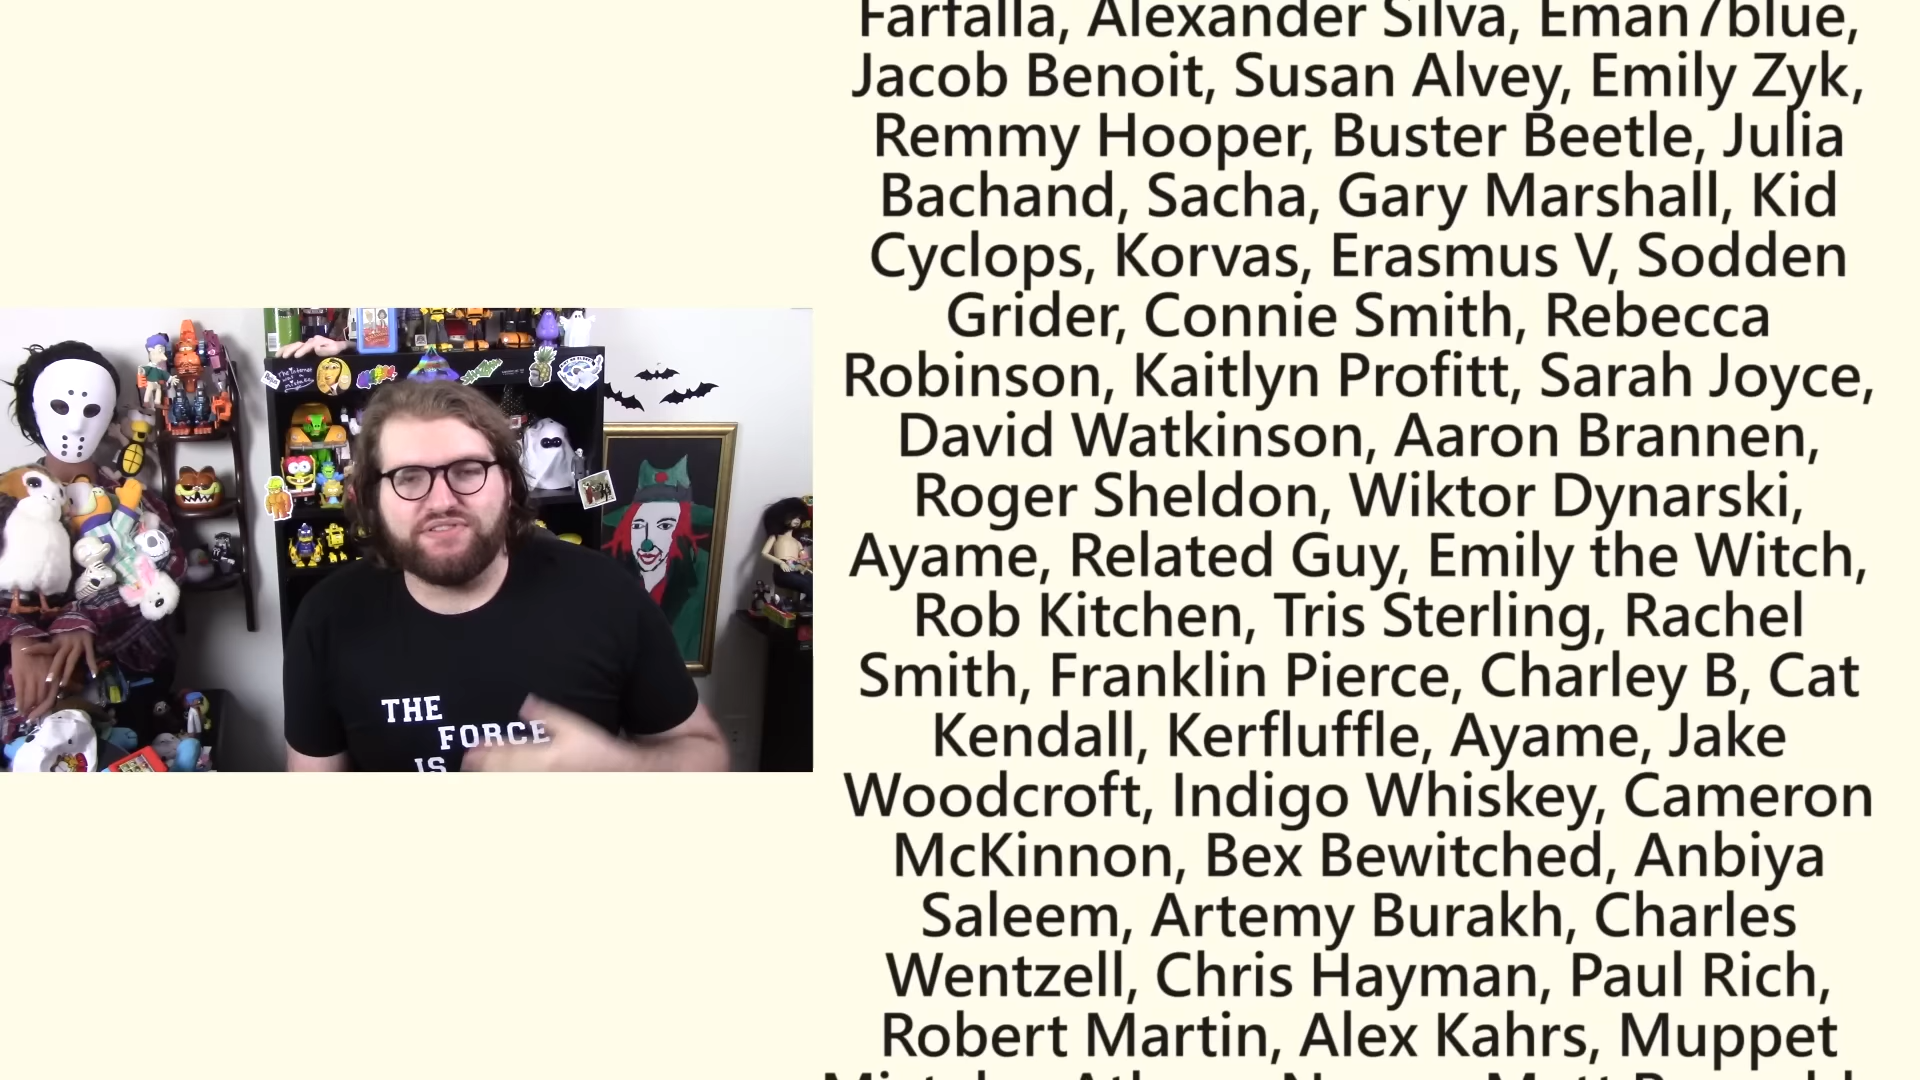 Farfalla, Alexander Silva, Eman7blue,
Jacob Benoit, Susan Alvey, Emily Zyk,
Remmy Hooper, Buster Beetle, Julia
Bachand, Sacha, Gary Marshall, Kid
Cyclops, Korvas, Erasmus V, Sodden
Grider, Connie Smith, Rebecca
Robinson, Kaitlyn Profitt, Sarah Joyce,
David Watkinson, Aaron Brannen,
Roger Sheldon, Wiktor Dynarski,
Ayame, Related Guy, Emily the Witch,
Rob Kitchen, Tris Sterling, Rachel
Smith, Franklin Pierce, Charley B, Cat
Kendall, Kerfluffle, Ayame, Jake
Woodcroft, Indigo Whiskey, Cameron
McKinnon, Bex Bewitched, Anbiya
Saleem, Artemy Burakh, Charles
Wentzell, Chris Hayman, Paul Rich,
Robert Martin, Alex Kahrs, Muppet
THE
FORCE
IS